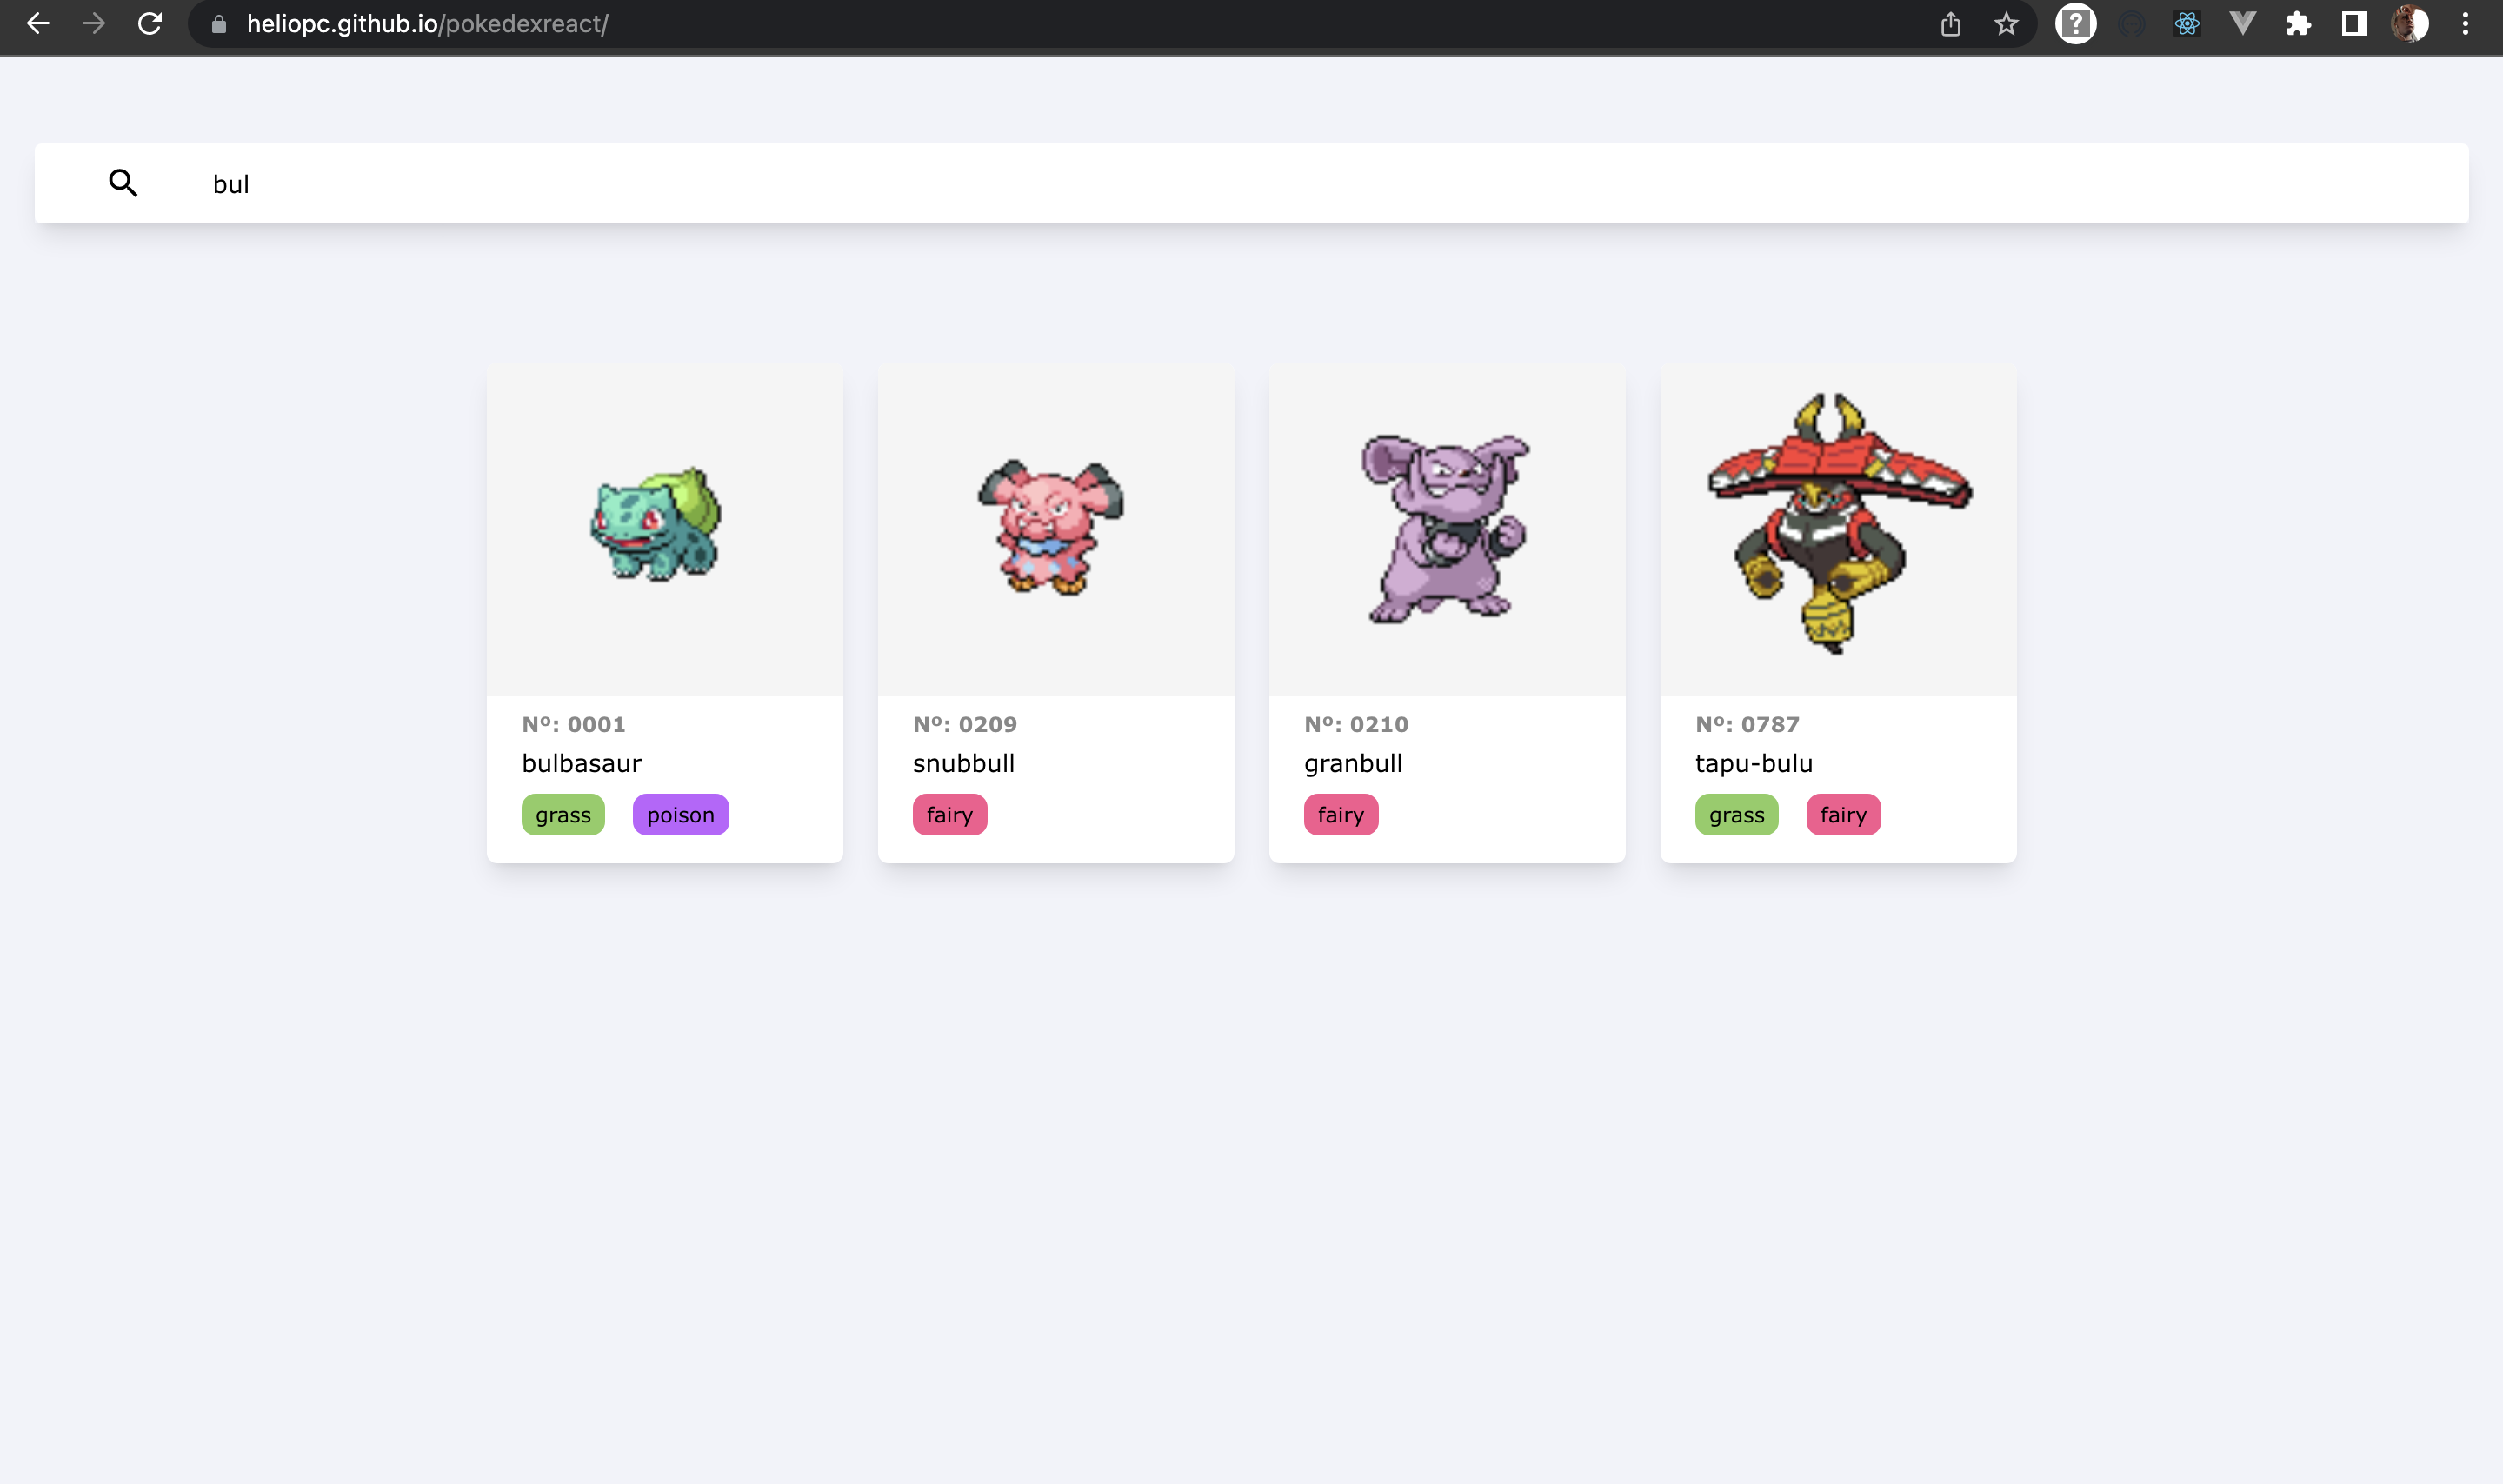 heliopc.github.io/pokedexreact/
?
bul
Nº: 0001
bulbasaur
grass poison
Nº: 0209
snubbull
fairy
Nº: 0210
granbull
fairy
Nº: 0787
tapu-bulu
grass fairy